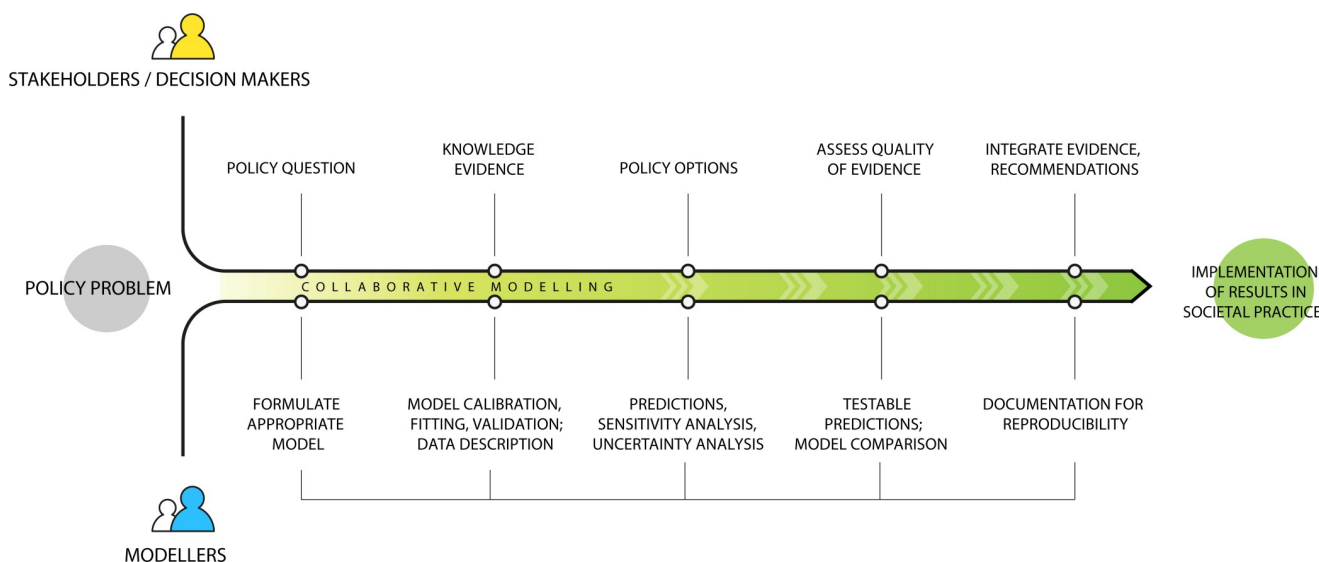 STAKEHOLDERS / DECISION MAKERS
POLICY QUESTION
KNOWLEDGE
EVIDENCE
POLICY OPTIONS
ASSESS QUALITY
OF EVIDENCE
INTEGRATE EVIDENCE,
RECOMMENDATIONS
POLICY PROBLEM
COLLABORATIVE MODELLING
IMPLEMENTATION
OF RESULTS IN
SOCIETAL PRACTICE
FORMULATE
APPROPRIATE
MODEL
MODEL CALIBRATION,
FITTING, VALIDATION;
DATA DESCRIPTION
PREDICTIONS,
SENSITIVITY ANALYSIS,
UNCERTAINTY ANALYSIS
TESTABLE
PREDICTIONS;
MODEL COMPARISON
DOCUMENTATION FOR
REPRODUCIBILITY
MODELLERS